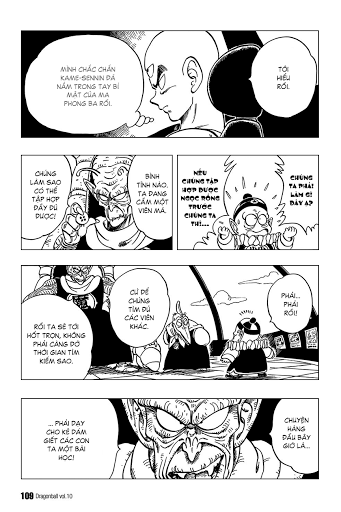 MÌNH CHẮC CHẮN
KAME-SENNIN ĐÃ
NẮM TRONG TAY BÍ
MẬT CỦA MA
PHONG BA RỒI.
TÔI
HIỂU
RỒI.
CHÚNG
TA PHẢI
LÀM GÌ
ĐÂY Ạ?
NẾU
CHÚNG TẬP
HỢP ĐƯỢC
NGỌC RỒNG
TRƯỚC
CHÚNG TA
THÌ....
BÌNH
TĨNH NÀO.
TA ĐANG
CẦM MỘT
VIÊN MÀ.
CHÚNG
LÀM SAO
CÓ THỂ
TẬP HỢP
ĐẦY ĐỦ
ĐƯỢC!
PHẢI...
PHẢI
RỒI!
CỨ ĐỂ
CHÚNG
TÌM ĐỦ
CÁC VIÊN
KHÁC.
RỒI TA SẼ TỚI
HỐT TRỌN, KHÔNG
PHẢI CÀNG ĐỠ
THỜI GIAN TÌM
KIẾM SAO.
CHUYỆN
HÀNG
ĐẦU BÂY
GIỜ LÀ...
... PHẢI DẠY
CHO KẺ DÁM
GIẾT CÁC CON
TA MỘT BÀI
HỌC!
109 Dragonball vol.10